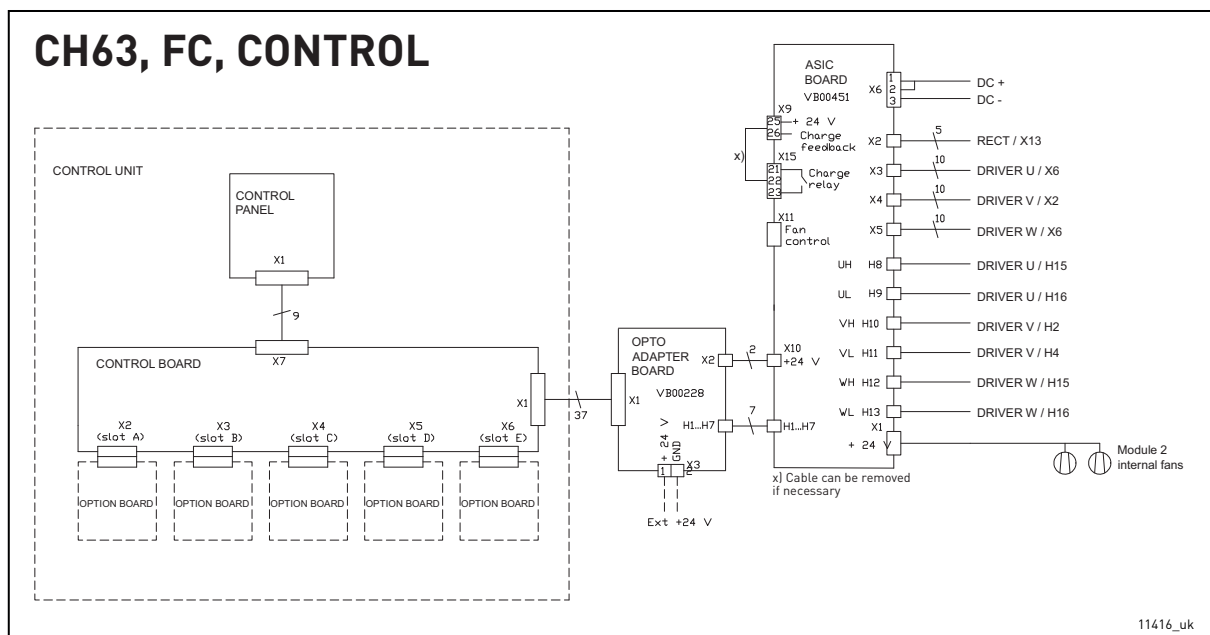 CH63, FC, CONTROL
CONTROL UNIT
CONTROL
PANEL
X1
9
X7
CONTROL BOARD
X1
37
X2
(slot A)
X3
(slot B)
X4
(slot C)
X5
(slot D)
X6
(slot E)
OPTION BOARD
OPTION BOARD
OPTION BOARD
OPTION BOARD
OPTION BOARD
OPTO
ADAPTER
BOARD
VB00228
X1
X2
2
H1...H7
7
+ 24 V
GND
1
2
X3
Ext +24 V
ASIC
BOARD
VB00451
X9
25
+ 24 V
26
Charge
feedback
x)
X15
21
22
23
Charge
relay
X11
Fan
control
X10
+24 V
H1...H7
x) Cable can be removed
if necessary
X6
1
2
3
DC +
DC -
X2
5
RECT / X13
X3
10
DRIVER U / X6
X4
10
DRIVER V / X2
X5
10
DRIVER W / X6
UH H8
DRIVER U / H15
UL H9
DRIVER U / H16
VH H10
DRIVER V / H2
VL H11
DRIVER V / H4
WH H12
DRIVER W / H15
WL H13
DRIVER W / H16
X1
+ 24 V
Module 2
internal fans
11416_uk